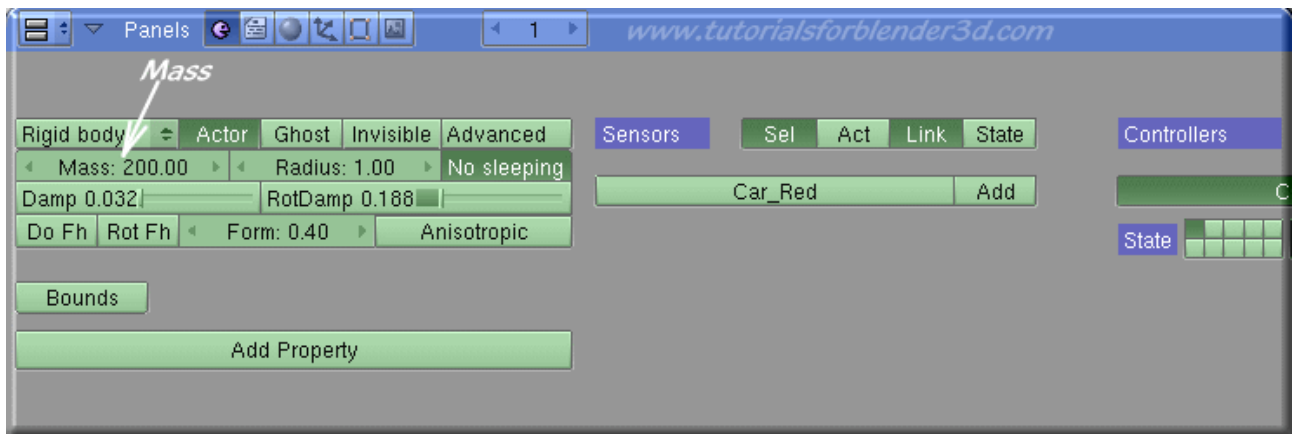 Panels 1 www.tutorialsforblender3d.com
Mass
Rigid body Actor Ghost Invisible Advanced Sensors Sel Act Link State Controllers
Mass: 200.00 Radius: 1.00 No sleeping
Car_Red Add C
Damp 0.032 RotDamp 0.188
Do Fh Rot Fh Form: 0.40 Anisotropic State
Bounds
Add Property